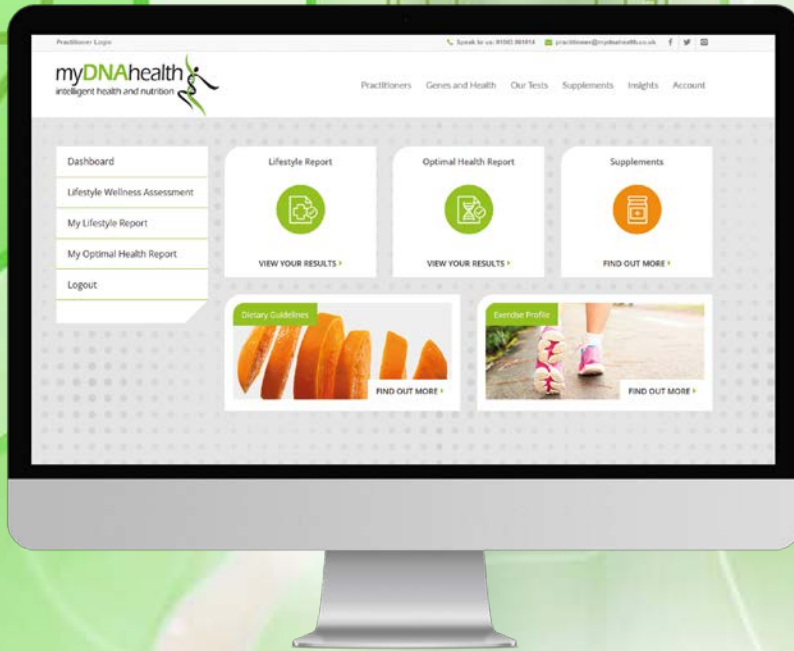 Practitioner Login
Speak to us: 01582 881814 practitioner@mydnahealth.co.uk
myDNAhealth
intelligent health and nutrition
Practitioners Genes and Health Our Tests Supplements Insights Account
Dashboard
Lifestyle Wellness Assessment
My Lifestyle Report
My Optimal Health Report
Logout
Lifestyle Report
VIEW YOUR RESULTS
Optimal Health Report
VIEW YOUR RESULTS
Supplements
FIND OUT MORE
Dietary Guidelines
FIND OUT MORE
Exercise Profile
FIND OUT MORE